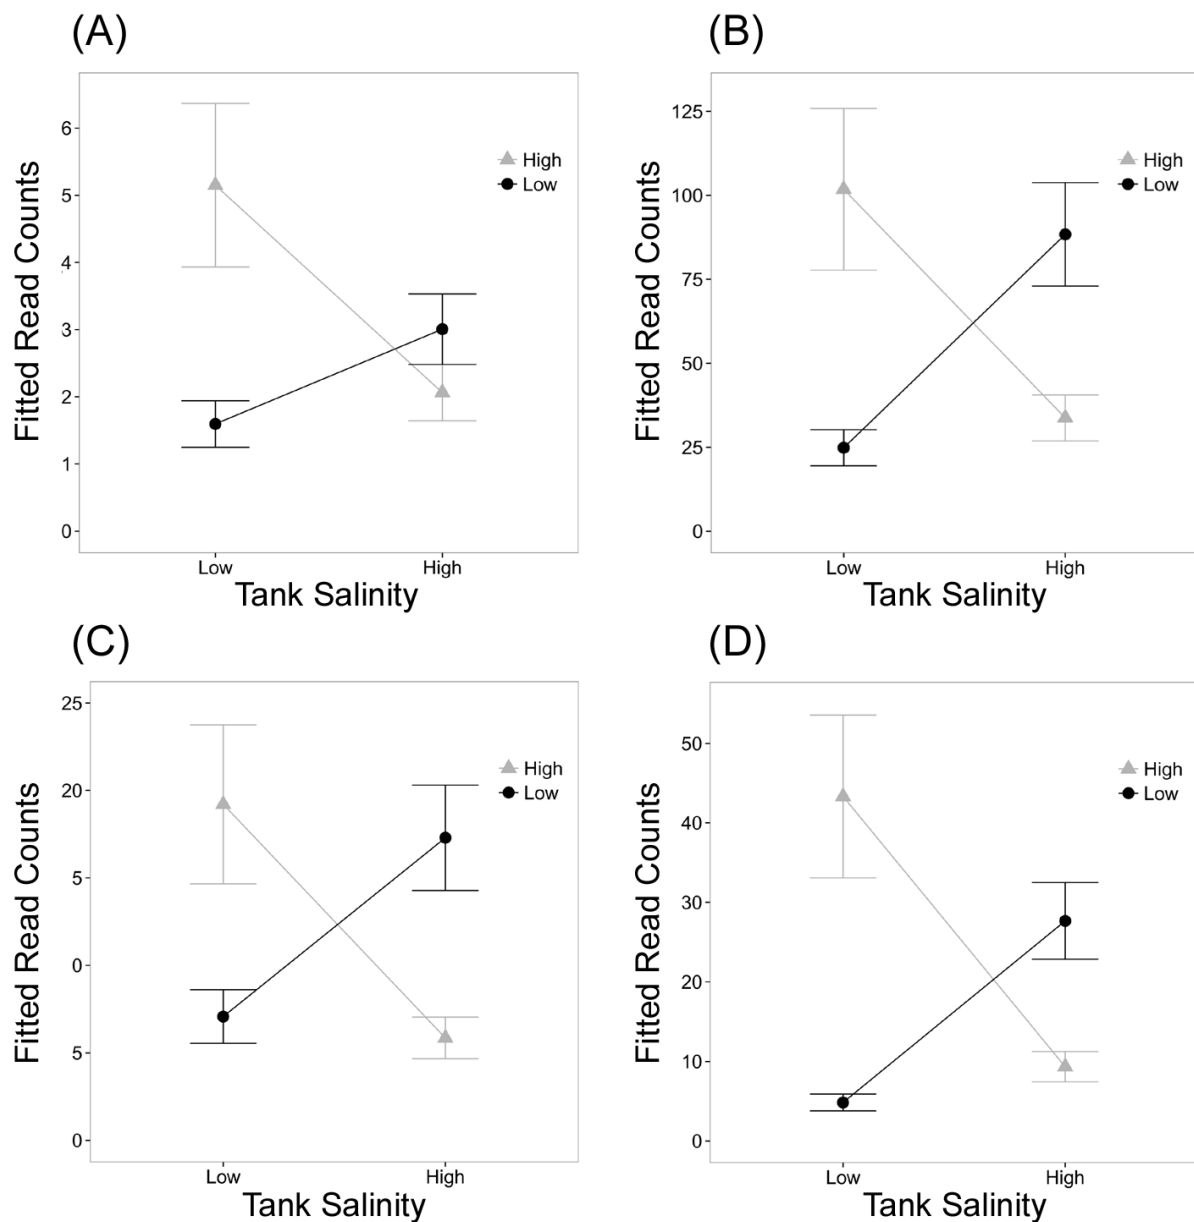 (A)
Fitted Read Counts
6
5
4
3
2
1
0
High
Low
Low
High
Tank Salinity
(B)
Fitted Read Counts
125
100
75
50
25
0
High
Low
Low
High
Tank Salinity
(C)
Fitted Read Counts
25
20
5
0
5
0
High
Low
Low
High
Tank Salinity
(D)
Fitted Read Counts
50
40
30
20
10
0
High
Low
Low
High
Tank Salinity